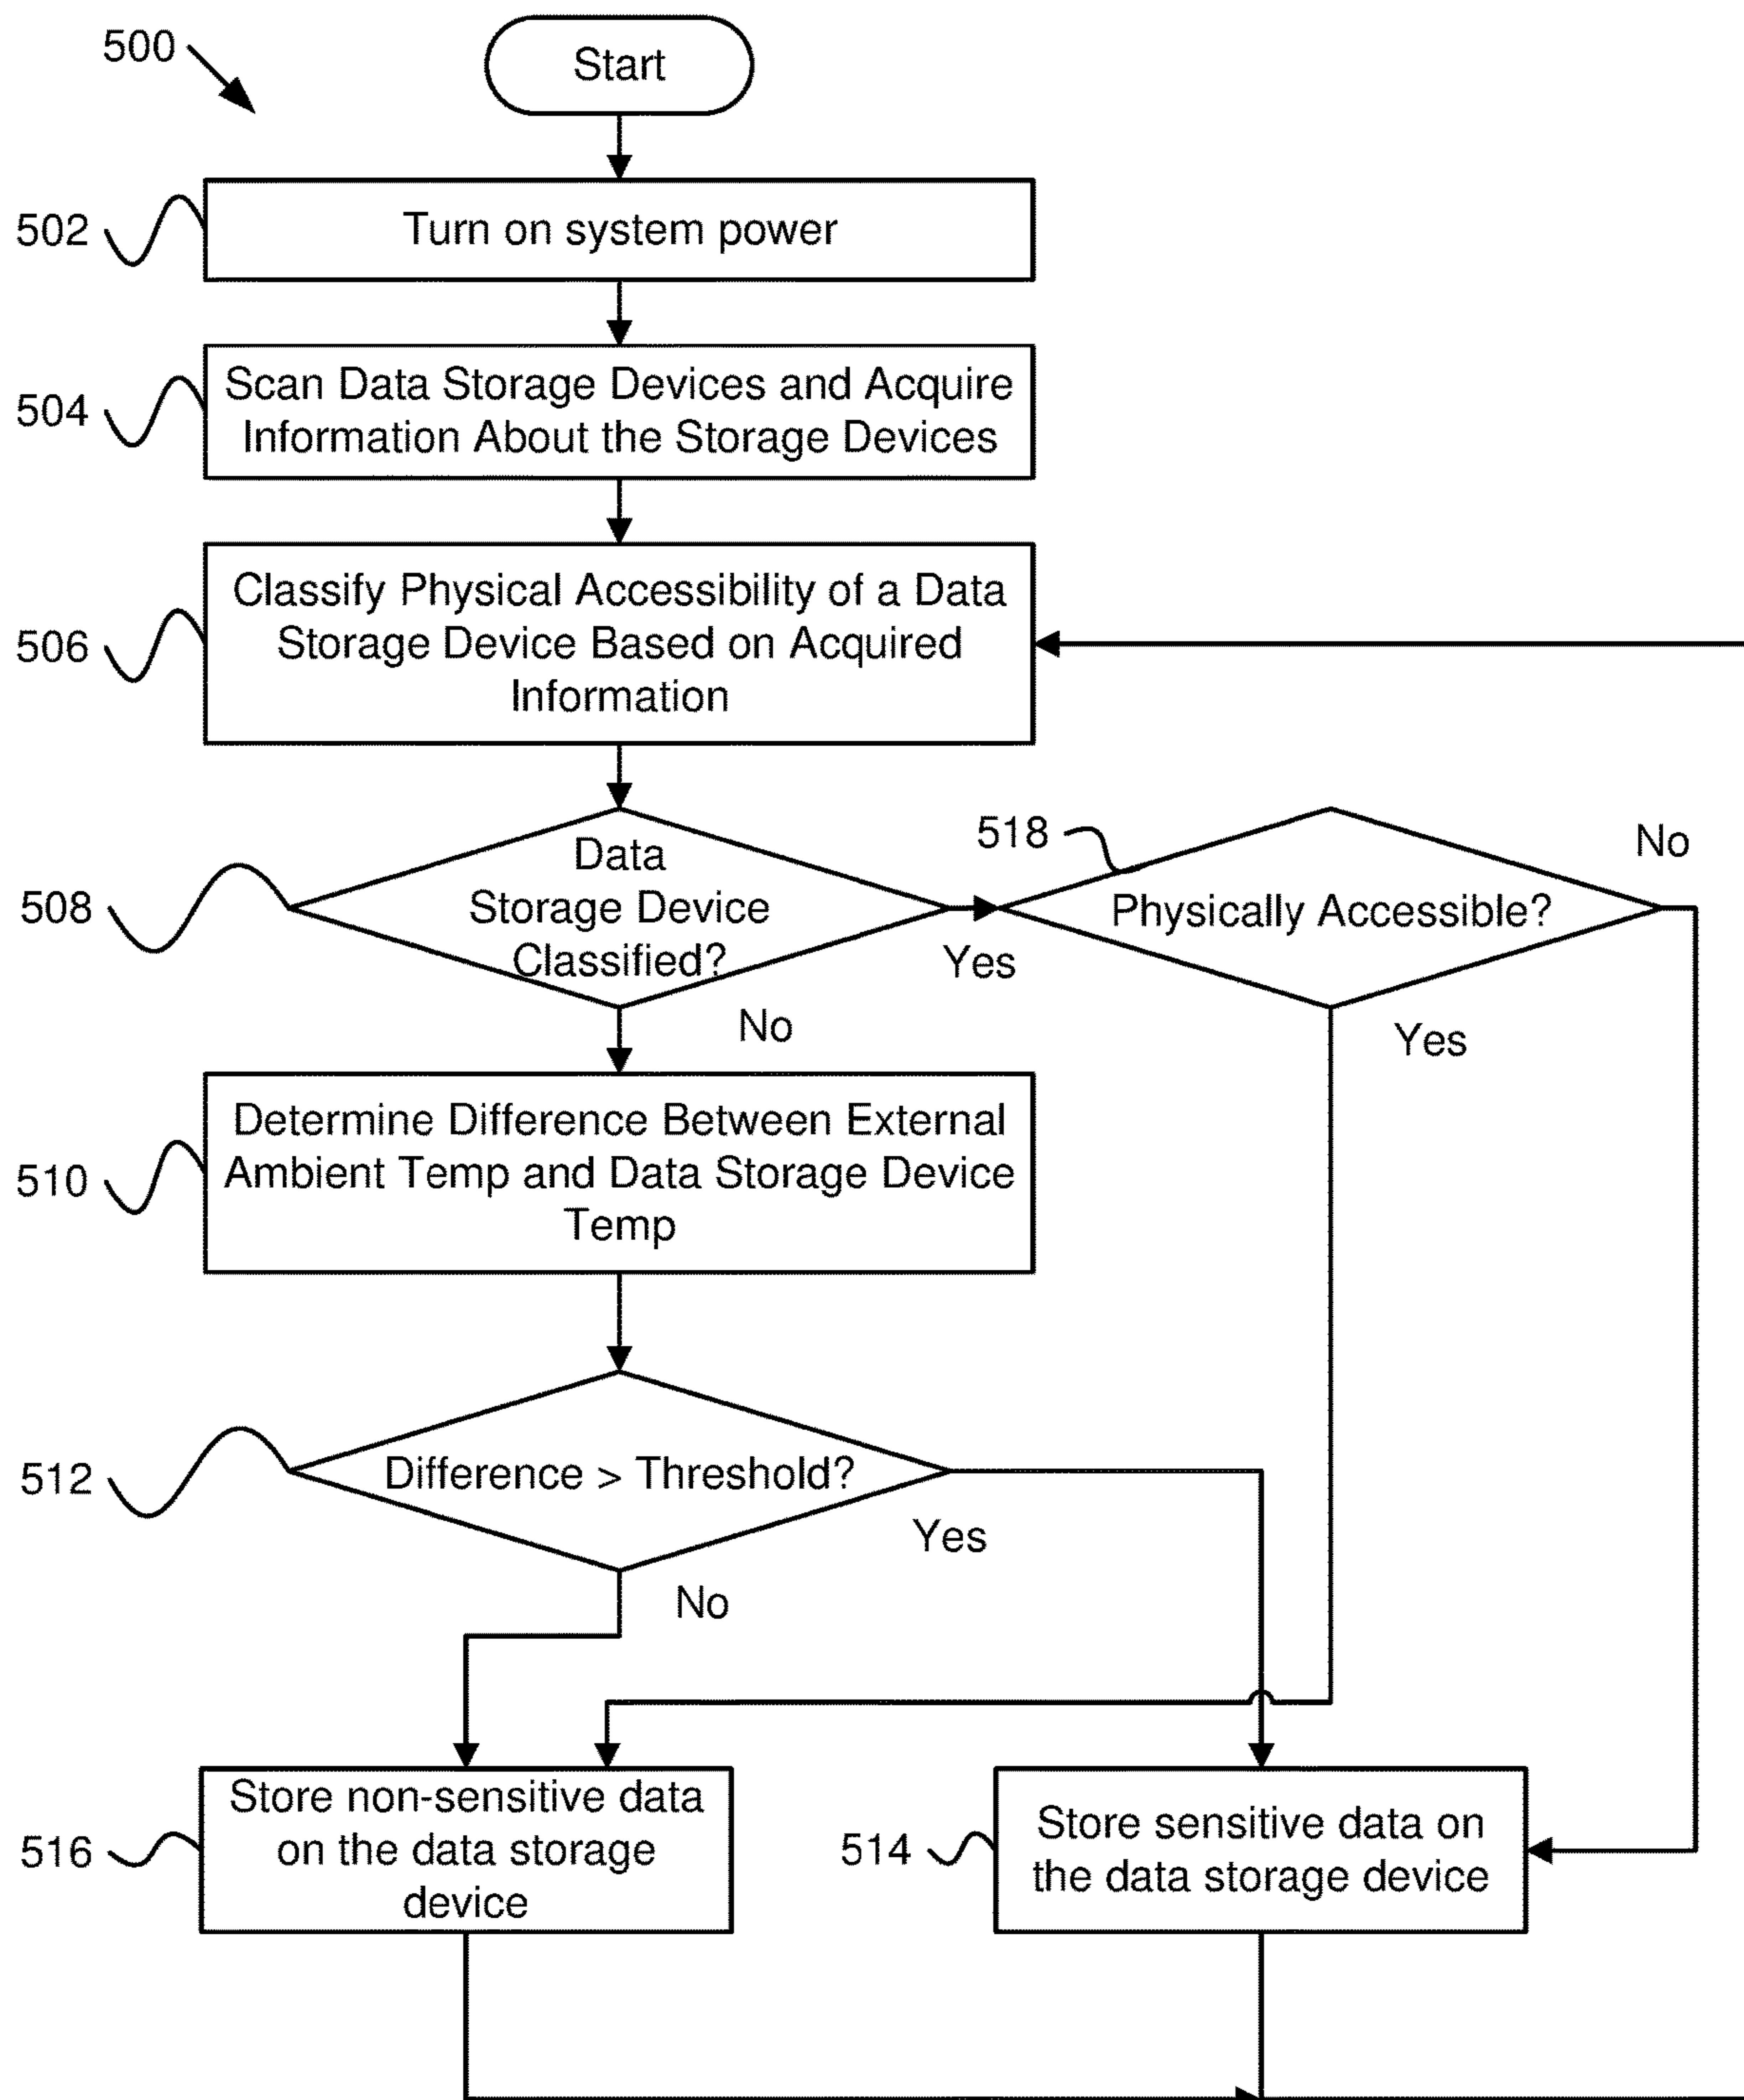 500
Start
502
Turn on system power
504
Scan Data Storage Devices and Acquire
Information About the Storage Devices
506
Classify Physical Accessibility of a Data
Storage Device Based on Acquired
Information
508
Data
Storage Device
Classified?
Yes
No
518
Physically Accessible?
No
Yes
510
Determine Difference Between External
Ambient Temp and Data Storage Device
Temp
512
Difference > Threshold?
Yes
No
516
Store non-sensitive data
on the data storage
device
514
Store sensitive data on
the data storage device